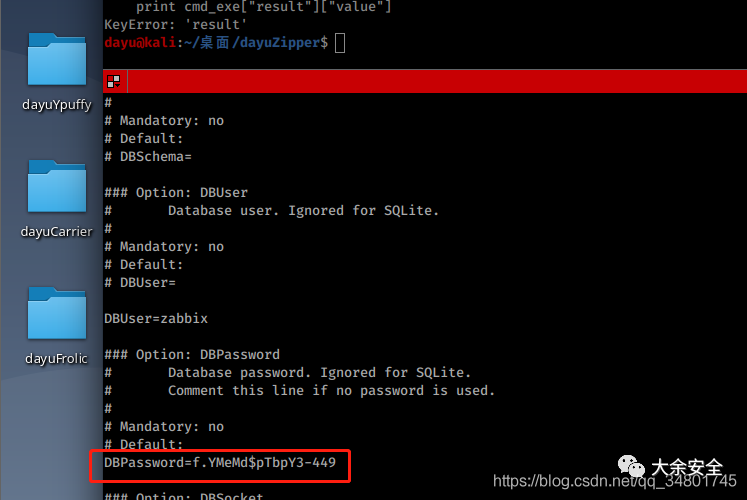 print cmd_exe["result"]["value"]
KeyError: 'result'
dayu@kali:~/桌面/dayuZipper$
dayuYpuffy
dayuCarrier
dayuFrolic
#
# Mandatory: no
# Default:
# DBSchema=
### Option: DBUser
#       Database user. Ignored for SQLite.
#
# Mandatory: no
# Default:
# DBUser=
DBUser=zabbix
### Option: DBPassword
#       Database password. Ignored for SQLite.
#       Comment this line if no password is used.
#
# Mandatory: no
# Default:
DBPassword=f.YMeMd$pTbpY3-449
### Option: DBSocket
大余安全
https://blog.csdn.net/qq_34801745